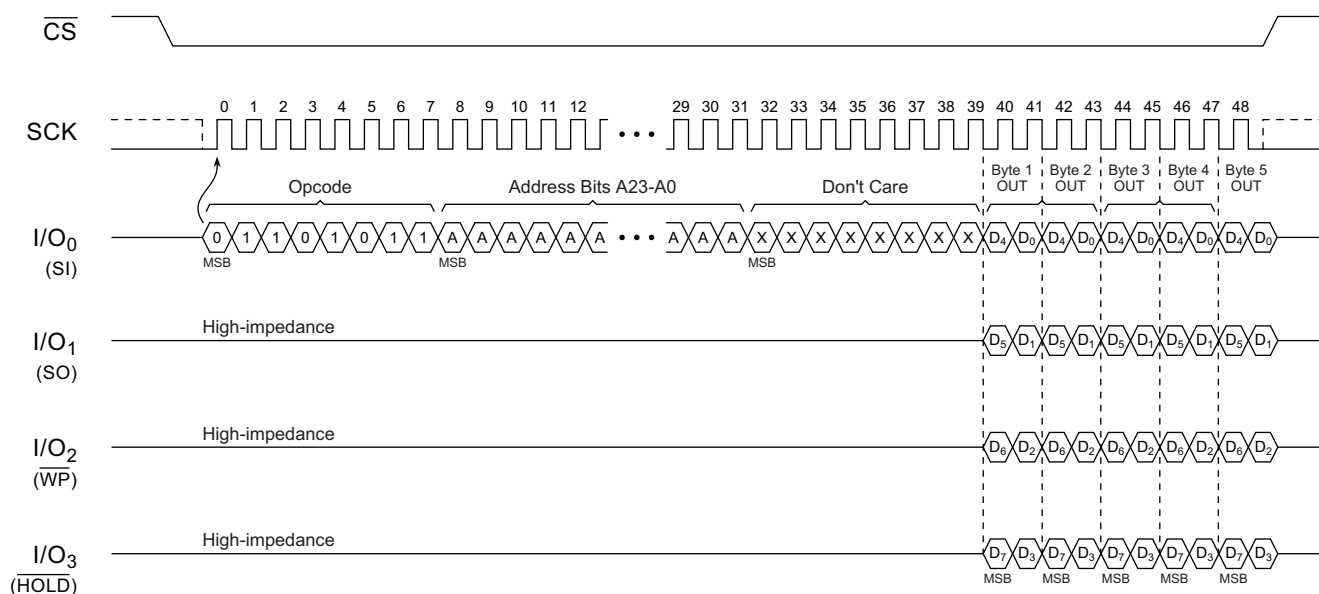 CS
SCK
0 1 2 3 4 5 6 7 8 9 10 11 12 29 30 31 32 33 34 35 36 37 38 39 40 41 42 43 44 45 46 47 48
Byte 1 OUT
Byte 2 OUT
Byte 3 OUT
Byte 4 OUT
Byte 5 OUT
Opcode
Address Bits A23-A0
Don't Care
I/O0
(SI)
0 1 1 0 1 0 1 1 A A A A A A • • • A A A X X X X X X X X D4 D0 D4 D0 D4 D0 D4 D0 D4 D0
MSB MSB MSB
I/O1
(SO)
High-impedance
D5 D1 D5 D1 D5 D1 D5 D1 D5 D1
I/O2
(WP)
High-impedance
D6 D2 D6 D2 D6 D2 D6 D2 D6 D2
I/O3
(HOLD)
High-impedance
D7 D3 D7 D3 D7 D3 D7 D3 D7 D3
MSB MSB MSB MSB MSB